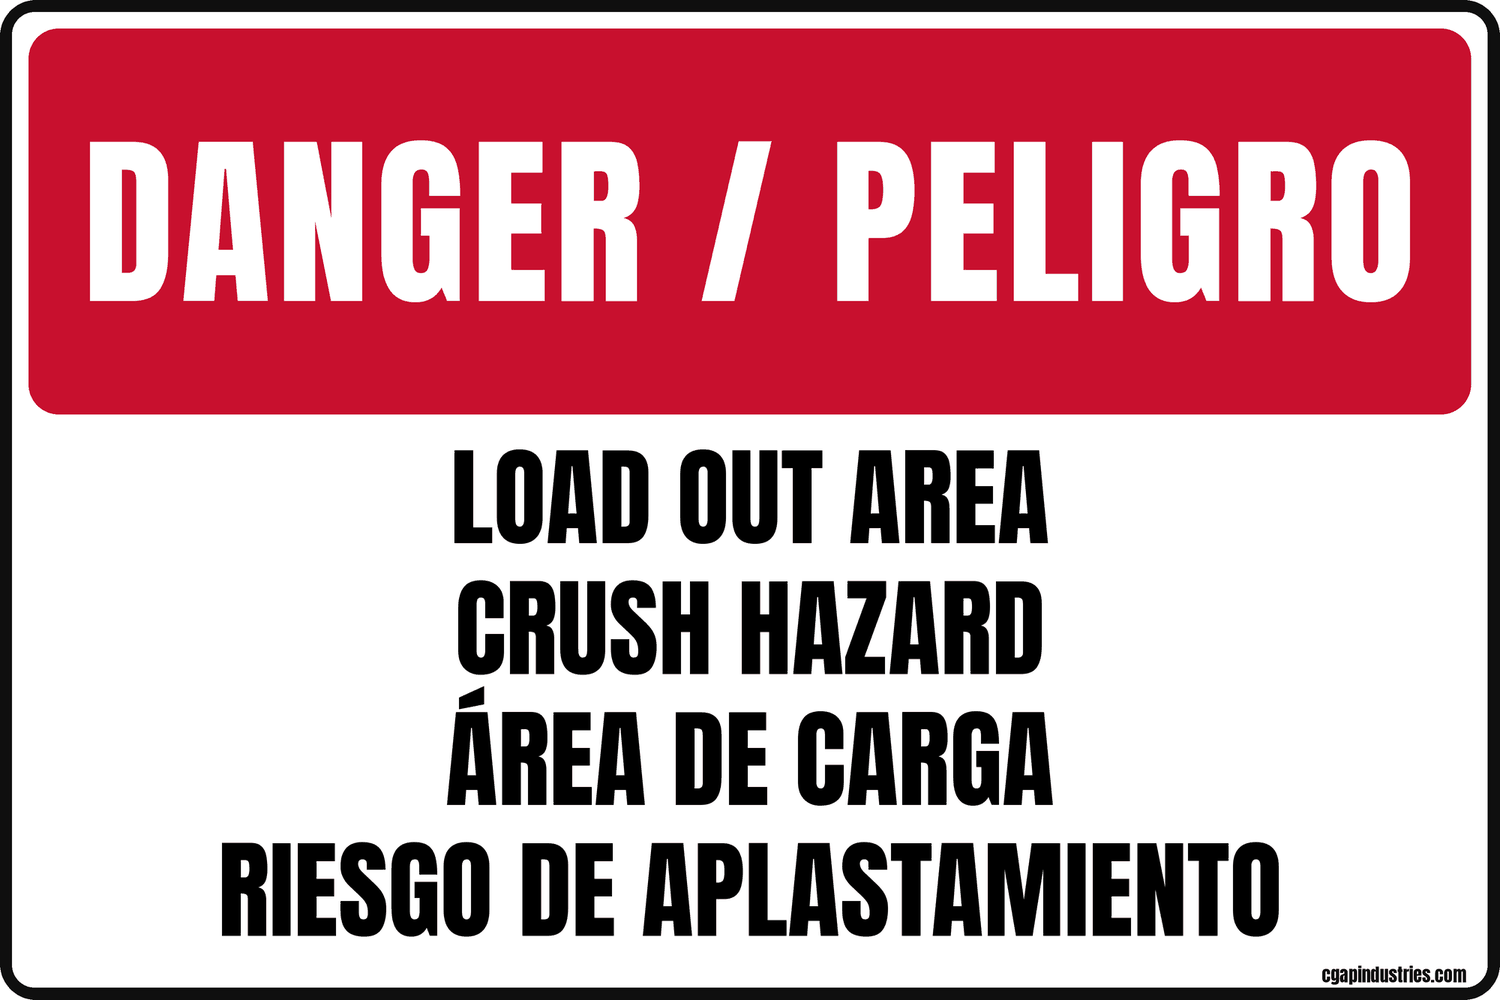 DANGER / PELIGRO
LOAD OUT AREA
CRUSH HAZARD
ÁREA DE CARGA
RIESGO DE APLASTAMIENTO
cgapindustries.com